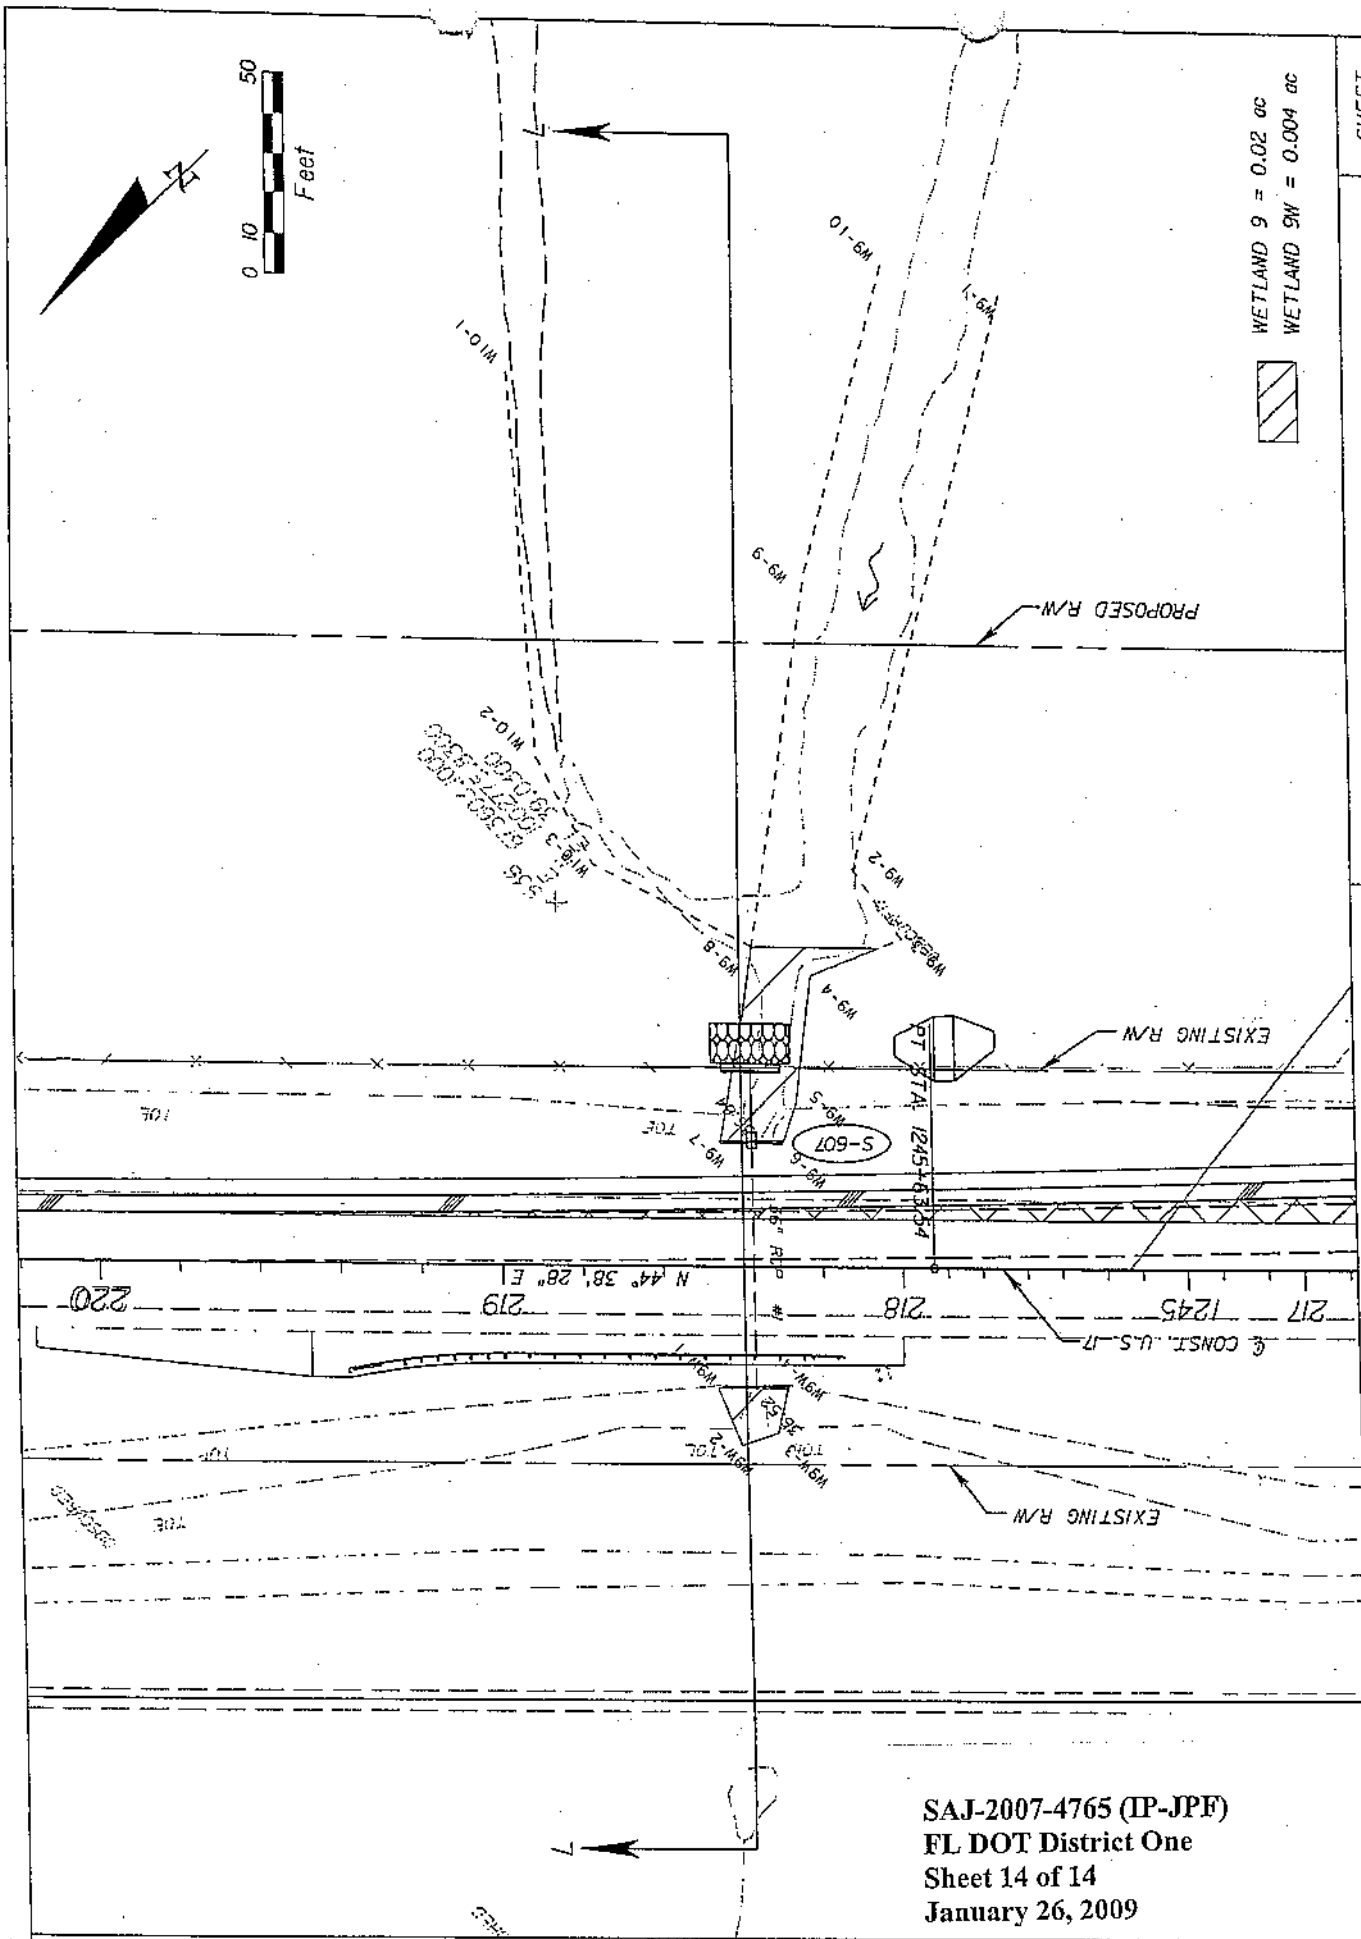 0 10 50
Feet
N
7
W10-1
W9-10
W9-1
WETLAND 9 = 0.02 ac
WETLAND 9W = 0.004 ac
W9-9
PROPOSED R/W
W10-2
W9-2
W9-8
W9-4
EXISTING R/W
TOE
TOE
W9-5
W9-7
S-607
W9-6
PT STA. 1245+63.54
N 44° 38' 28" E
220
219
218
1245
217
℄ CONST. U.S. 17
W9W-1
W9W-2
W9W-3
EXISTING R/W
TOE
OBSCURED
7
SAJ-2007-4765 (IP-JPF)
FL DOT District One
Sheet 14 of 14
January 26, 2009